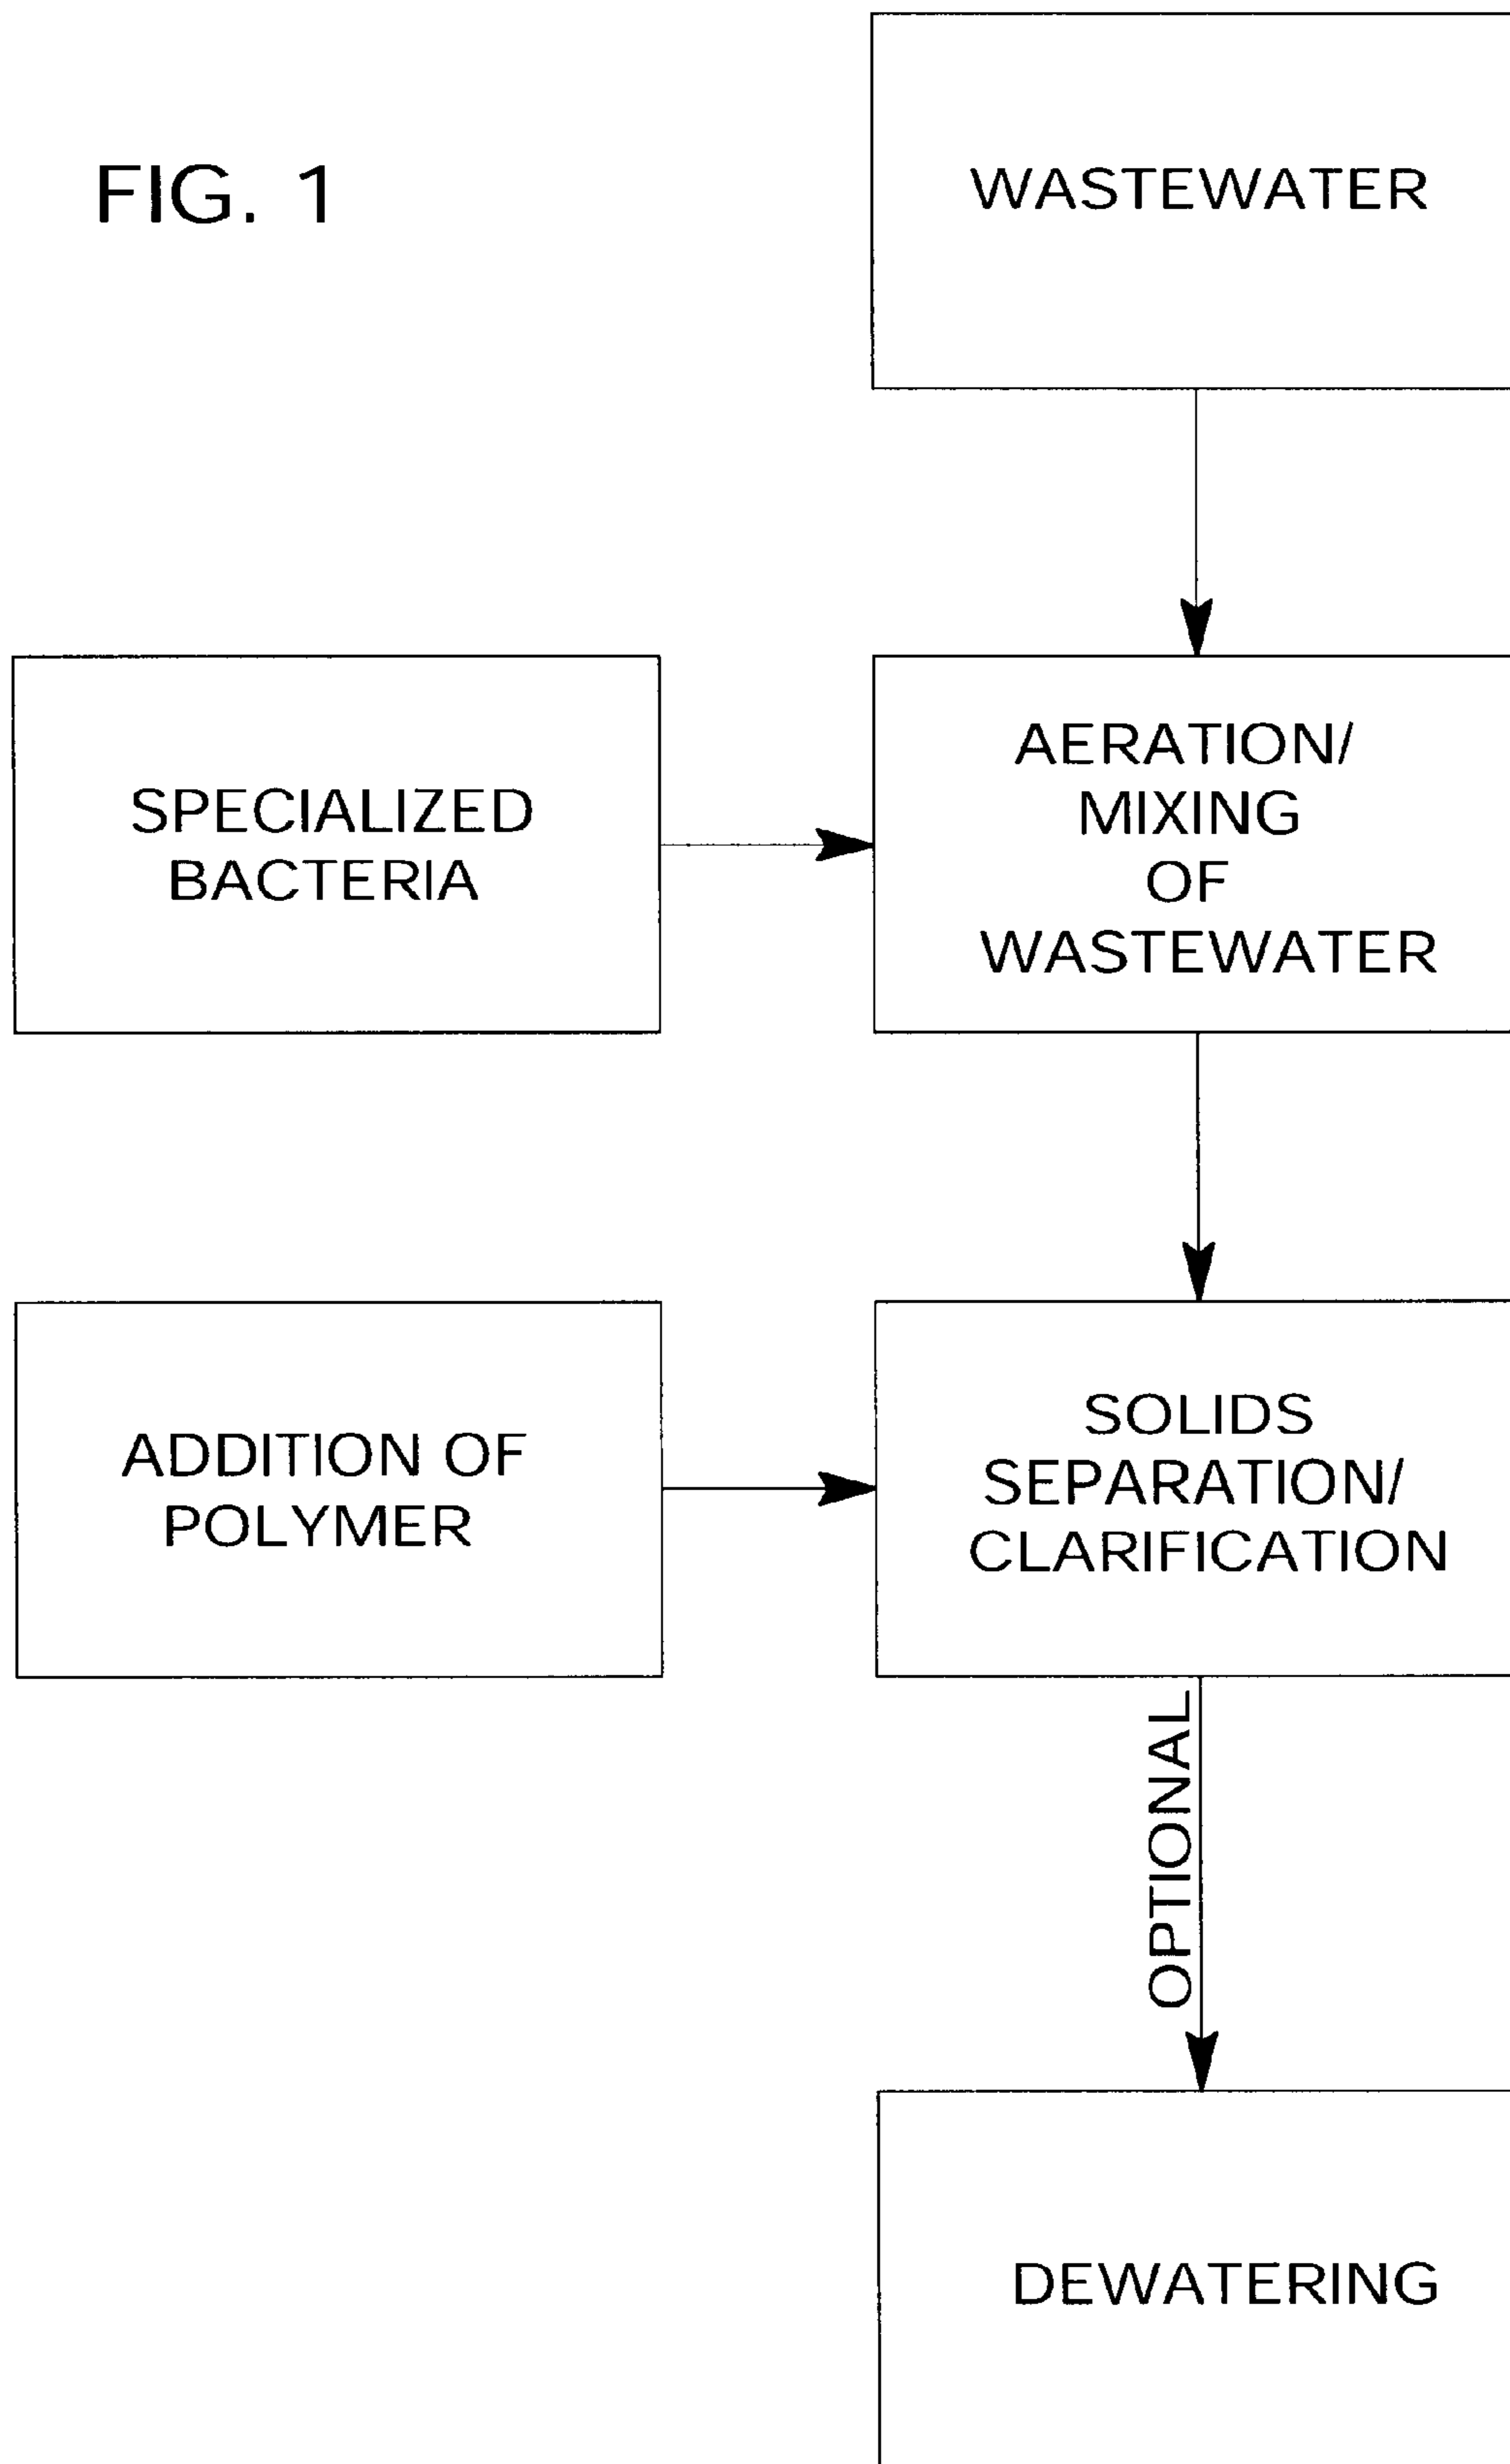 FIG. 1
WASTEWATER
SPECIALIZED
BACTERIA
AERATION/
MIXING
OF
WASTEWATER
ADDITION OF
POLYMER
SOLIDS
SEPARATION/
CLARIFICATION
OPTIONAL
DEWATERING